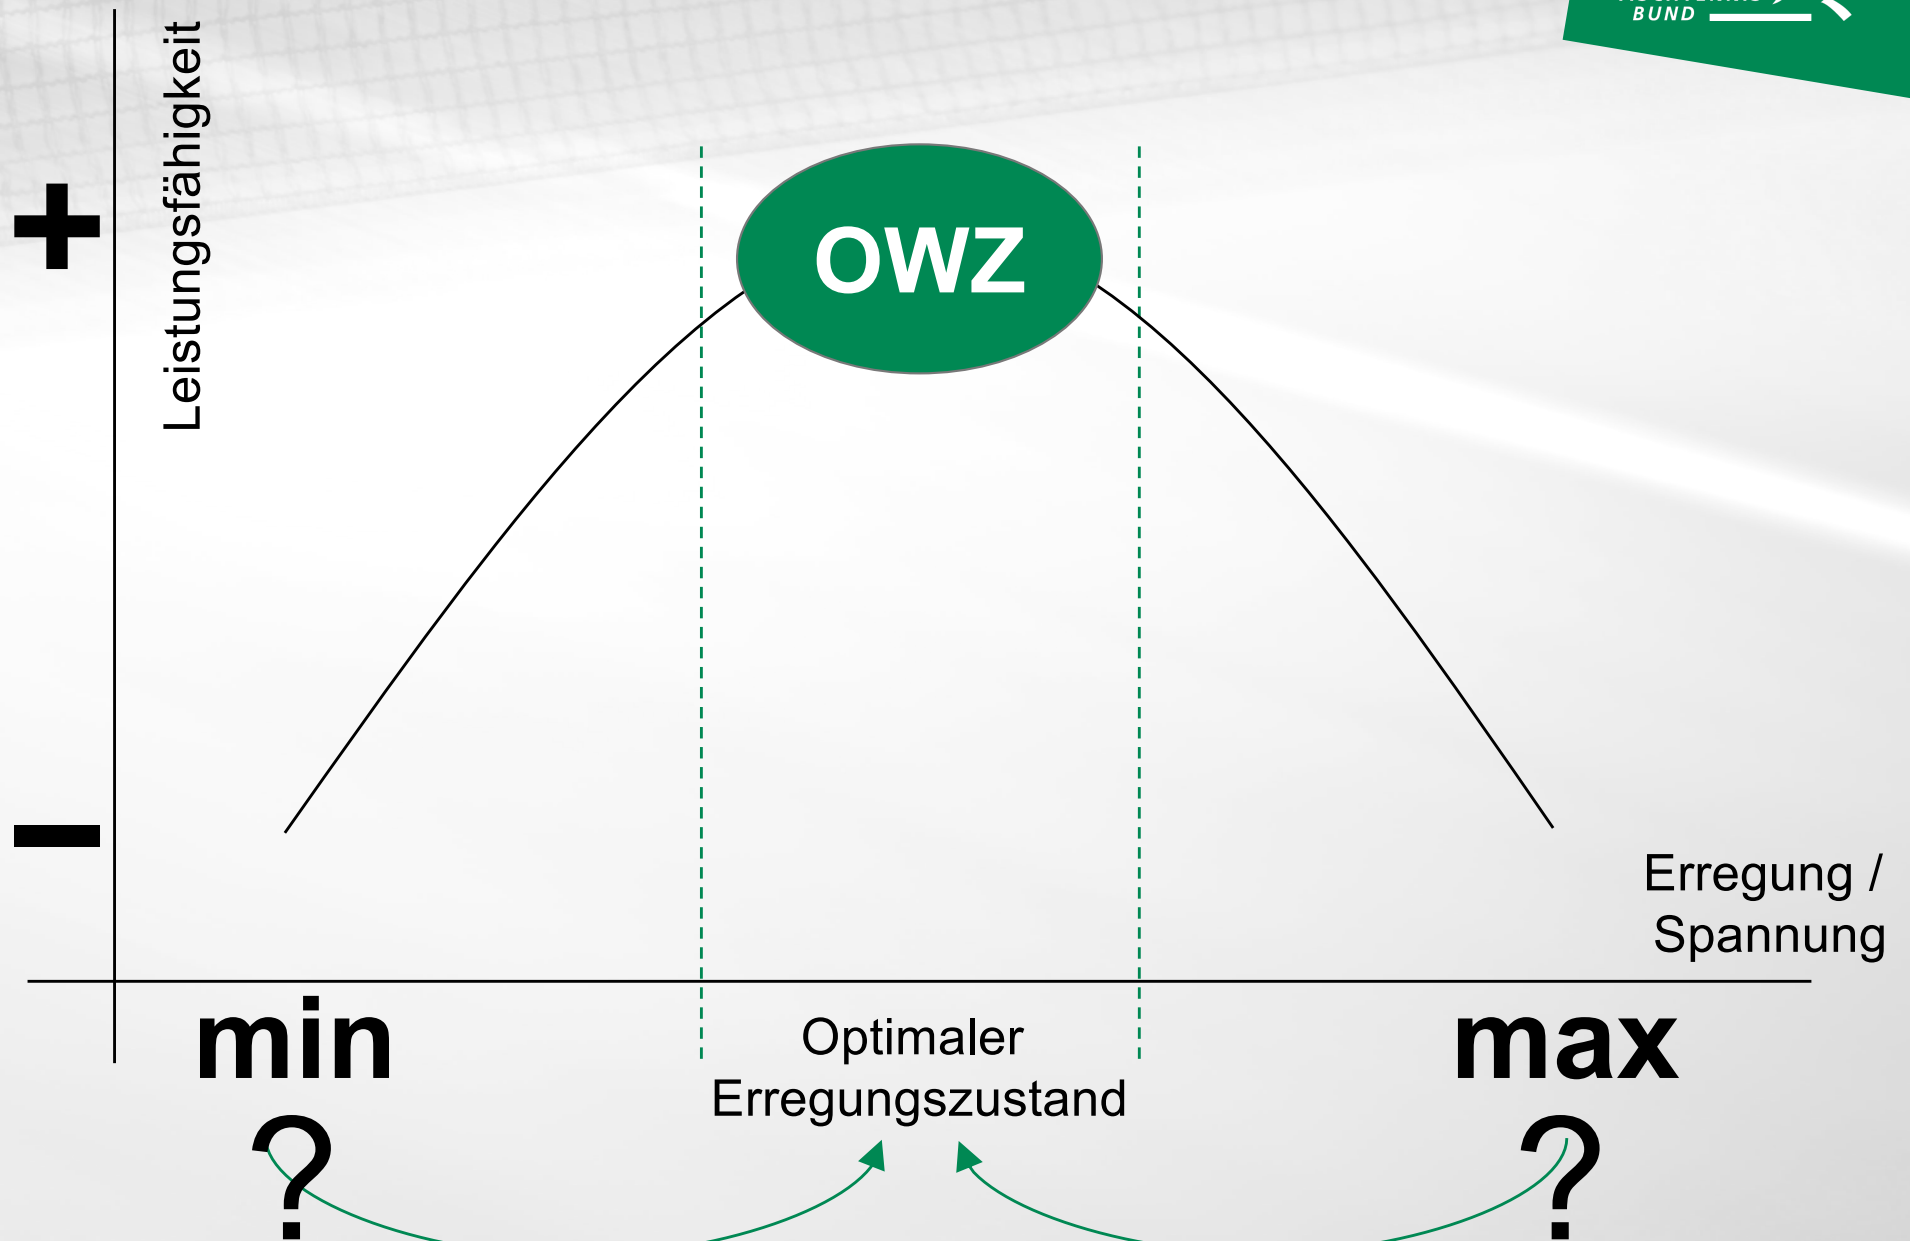 BUND
Leistungsfähigkeit
+
OWZ
−
Erregung /
Spannung
min
Optimaler
Erregungszustand
max
?
?